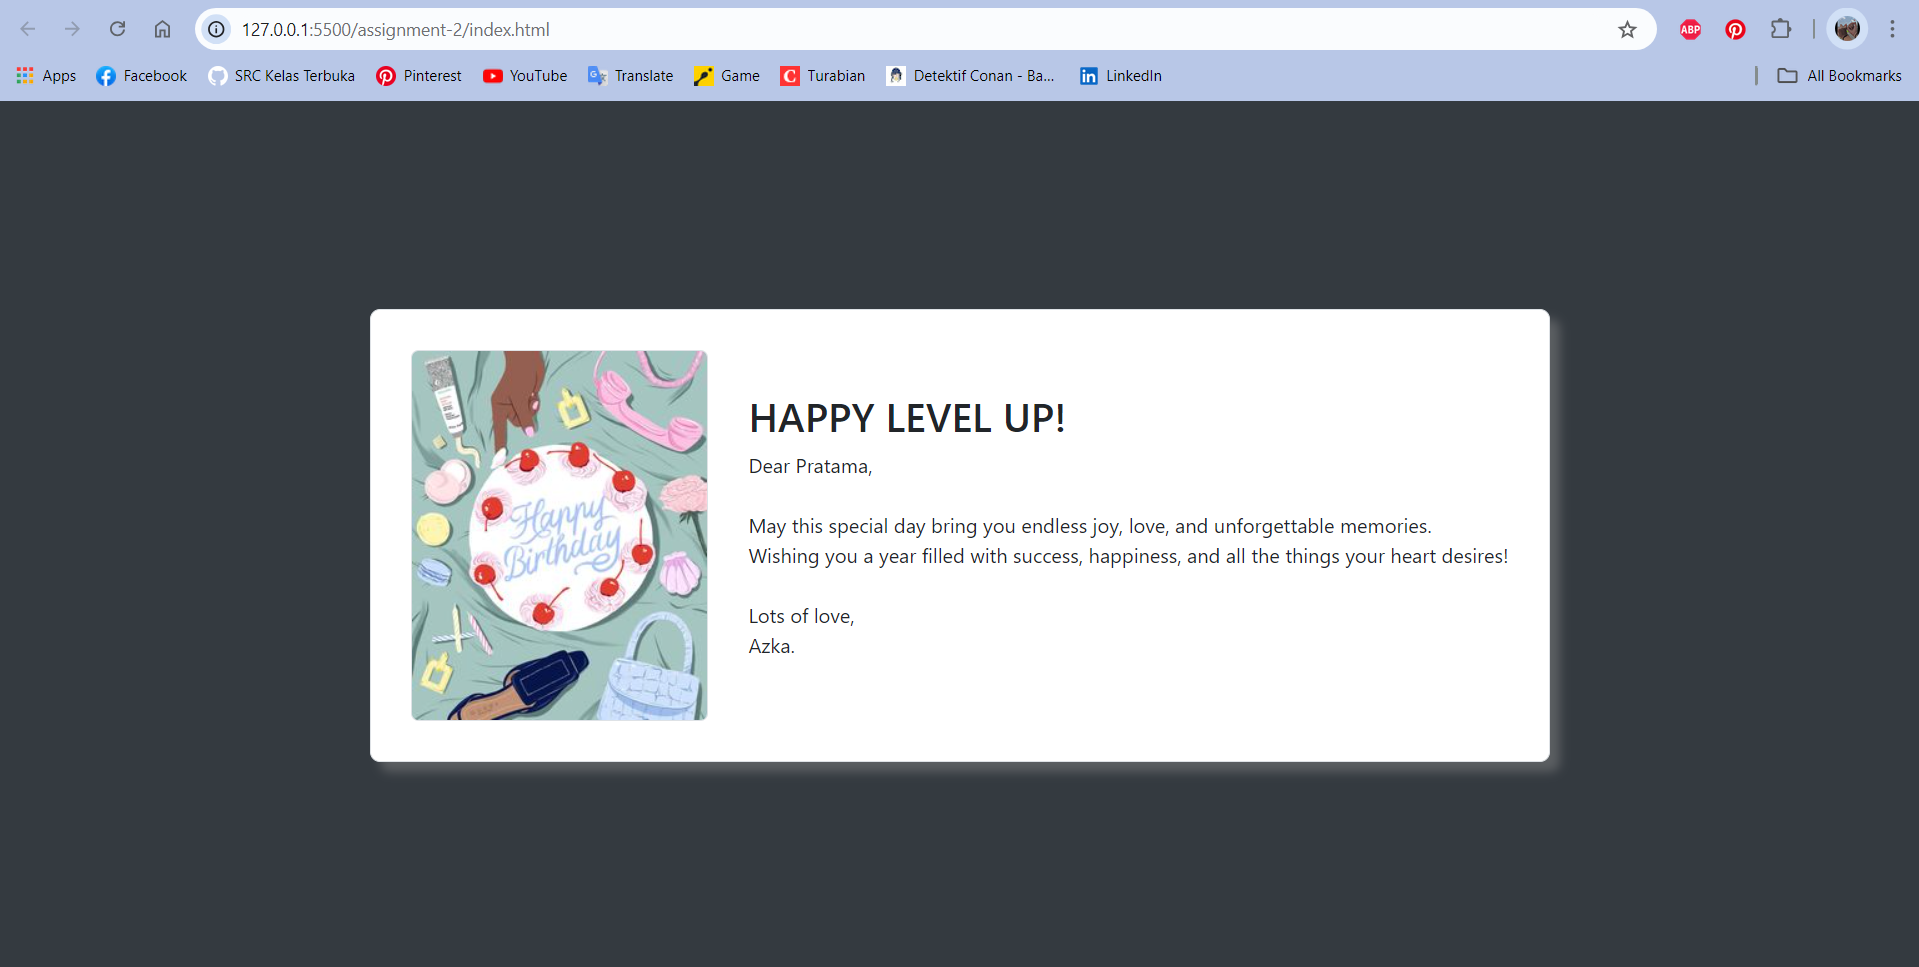 127.0.0.1:5500/assignment-2/index.html
ABP
Apps
Facebook
SRC Kelas Terbuka
Pinterest
YouTube
Translate
Game
Turabian
Detektif Conan - Ba...
LinkedIn
All Bookmarks
Happy
Birthday
HAPPY LEVEL UP!
Dear Pratama,
May this special day bring you endless joy, love, and unforgettable memories.
Wishing you a year filled with success, happiness, and all the things your heart desires!
Lots of love,
Azka.